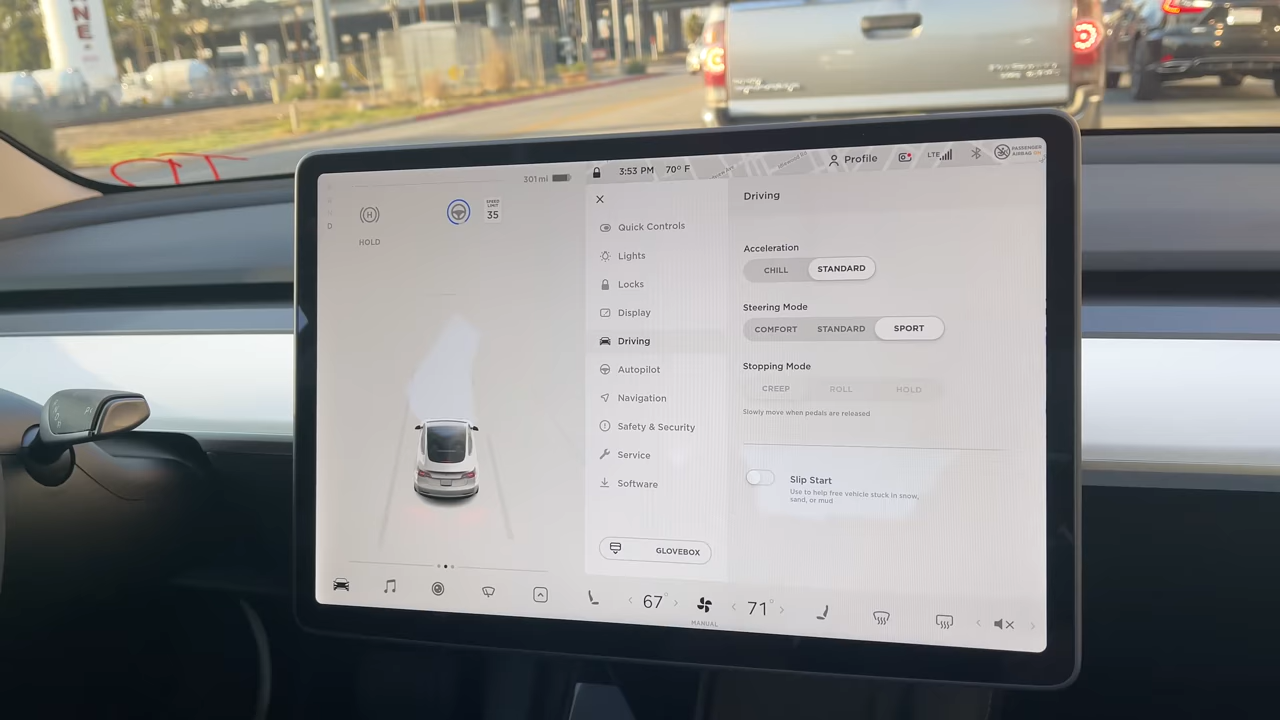 NE
301 mi
3:53 PM 70° F
Profile
LTE
PASSENGER
AIRBAG ON
D
HOLD
SPEED
LIMIT
35
Quick Controls
Lights
Locks
Display
Driving
Autopilot
Navigation
Safety & Security
Service
Software
GLOVEBOX
Driving
Acceleration
CHILL STANDARD
Steering Mode
COMFORT STANDARD SPORT
Stopping Mode
CREEP ROLL HOLD
Slowly move when pedals are released
Slip Start
Use to help free vehicle stuck in snow,
sand, or mud
67°
MANUAL
71°